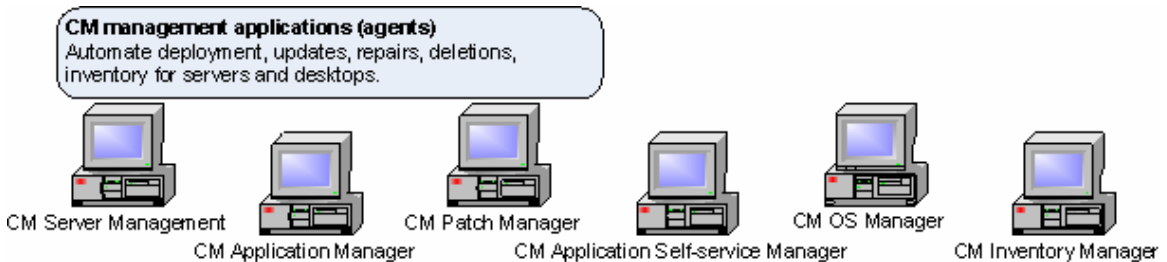 CM management applications (agents)
Automate deployment, updates, repairs, deletions,
inventory for servers and desktops.
CM Server Management
CM Patch Manager
CM OS Manager
CM Application Manager
CM Application Self-service Manager
CM Inventory Manager